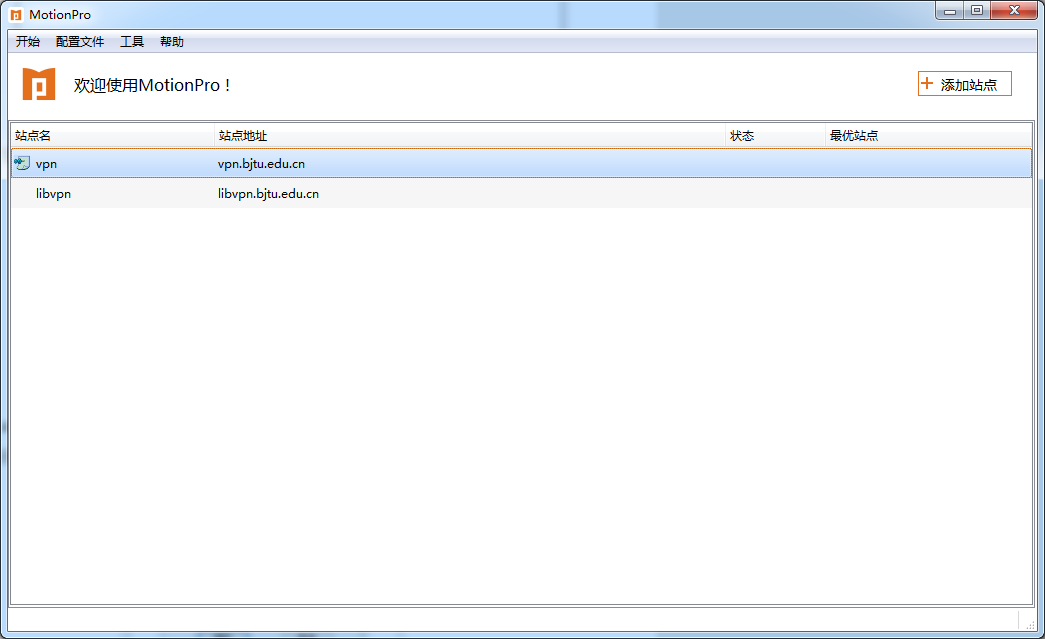 MotionPro
开始 配置文件 工具 帮助
欢迎使用MotionPro！
添加站点
站点名 站点地址 状态 最优站点
vpn vpn.bjtu.edu.cn
libvpn libvpn.bjtu.edu.cn